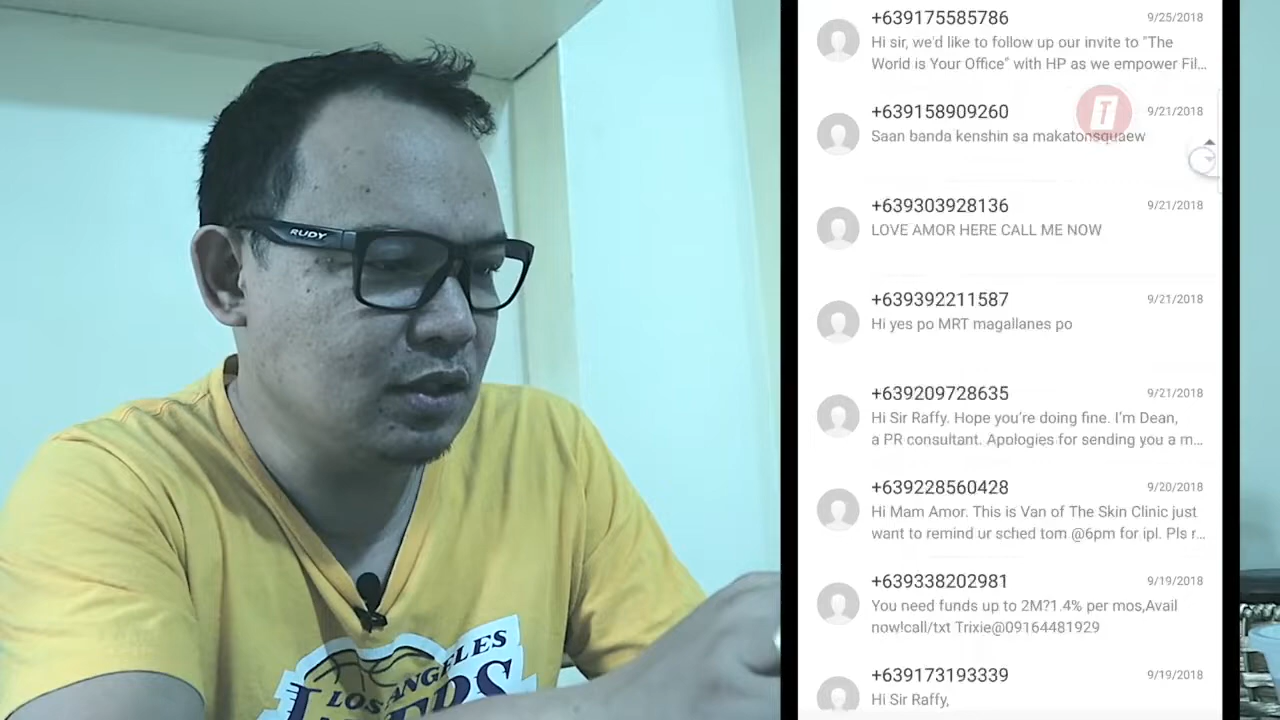 RUDY
LOS ANGELES
+639175585786
9/25/2018
Hi sir, we'd like to follow up our invite to "The
World is Your Office" with HP as we empower Fil...
+639158909260
9/21/2018
Saan banda kenshin sa makatonsquaew
T
+639303928136
9/21/2018
LOVE AMOR HERE CALL ME NOW
+639392211587
9/21/2018
Hi yes po MRT magallanes po
+639209728635
9/21/2018
Hi Sir Raffy. Hope you're doing fine. I'm Dean,
a PR consultant. Apologies for sending you a m...
+639228560428
9/20/2018
Hi Mam Amor. This is Van of The Skin Clinic just
want to remind ur sched tom @6pm for ipl. Pls r...
+639338202981
9/19/2018
You need funds up to 2M?1.4% per mos,Avail
now!call/txt Trixie@09164481929
+639173193339
9/19/2018
Hi Sir Raffy,